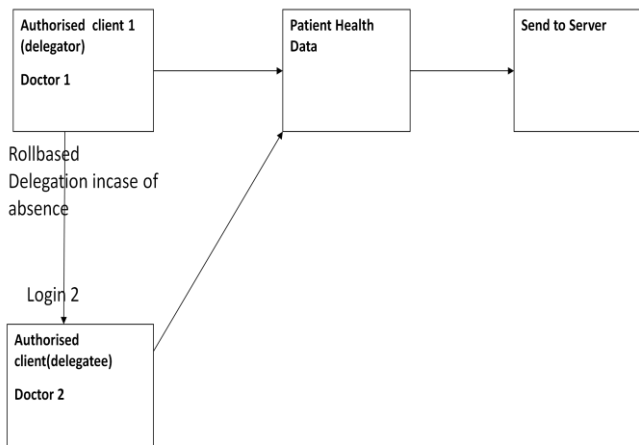 Authorised client 1
(delegator)
Doctor 1
Patient Health
Data
Send to Server
Rollbased
Delegation incase of
absence
Login 2
Authorised
client(delegatee)
Doctor 2